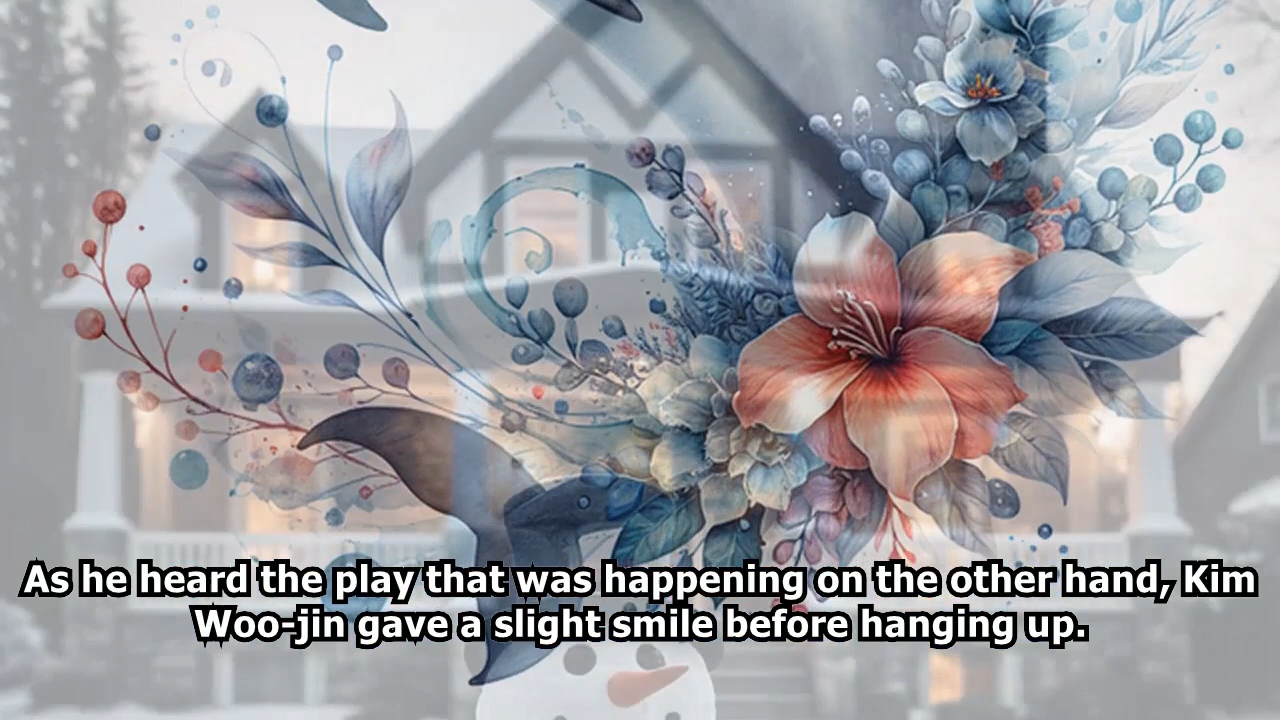 As he heard the play that was happening on the other hand, Kim
Woo-jin gave a slight smile before hanging up.